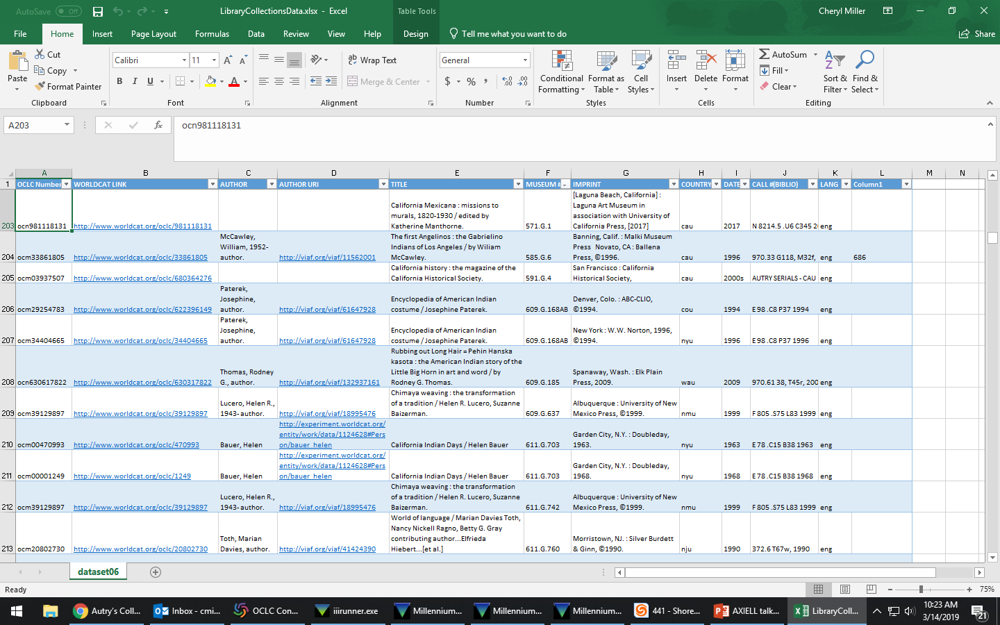 AutoSave Off
LibraryCollectionsData.xlsx - Excel
Table Tools
Cheryl Miller
File Home Insert Page Layout Formulas Data Review View Help Design Tell me what you want to do Share
Paste
Cut
Copy
Format Painter
Clipboard
Calibri 11
B I U
Font
Wrap Text
Merge & Center
Alignment
General
$ % ,
Number
Conditional Formatting
Format as Table
Cell Styles
Styles
Insert Delete Format
Cells
AutoSum
Fill
Clear
Sort & Filter
Find & Select
Editing
A203 fx ocn981118131
A B C D E F G H I J K L M N
1 OCLC Number WORLDCAT LINK AUTHOR AUTHOR URI TITLE MUSEUM # IMPRINT COUNTRY DATE CALL #(BIBLIO) LANG Column1
203 ocn981118131 http://www.worldcat.org/oclc/981118131 California Mexicana : missions to murals, 1820-1930 / edited by Katherine Manthorne. 571.G.1 [Laguna Beach, California] : Laguna Art Museum in association with University of California Press, [2017] cau 2017 N 8214.5 .U6 C345 2 eng
204 ocm33861805 http://www.worldcat.org/oclc/33861805 McCawley, William, 1952- author. http://viaf.org/viaf/11562001 The first Angelinos : the Gabrielino Indians of Los Angeles / by Wiliam McCawley. 585.G.6 Banning, Calif. : Malki Museum Press Novato, CA : Ballena Press, ©1996. cau 1996 970.33 G118, M32f, eng 686
205 ocm03937507 http://www.worldcat.org/oclc/680364276 California history : the magazine of the California Historical Society. 591.G.4 San Francisco : California Historical Society, cau 2000s AUTRY SERIALS - CAU eng
206 ocm29254783 http://www.worldcat.org/oclc/622396149 Paterek, Josephine, author. http://viaf.org/viaf/61647928 Encyclopedia of American Indian costume / Josephine Paterek. 609.G.168AB Denver, Colo. : ABC-CLIO, ©1994. cou 1994 E 98 .C8 P37 1994 eng
207 ocm34404665 http://www.worldcat.org/oclc/34404665 Paterek, Josephine, author. http://viaf.org/viaf/61647928 Encyclopedia of American Indian costume / Josephine Paterek. 609.G.168AB New York : W.W. Norton, 1996, ©1994. nyu 1996 E 98 .C8 P37 1996 eng
208 ocn630617822 http://www.worldcat.org/oclc/630317822 Thomas, Rodney G., author. http://viaf.org/viaf/132937161 Rubbing out Long Hair = Pehin Hanska kasota : the American Indian story of the Little Big Horn in art and word / by Rodney G. Thomas. 609.G.185 Spanaway, Wash. : Elk Plain Press, 2009. wau 2009 970.61 38, T45r, 200 eng
209 ocm39129897 http://www.worldcat.org/oclc/39129897 Lucero, Helen R., 1943- author. http://viaf.org/viaf/18995476 Chimaya weaving : the transformation of a tradition / Helen R. Lucero, Suzanne Baizerman. 609.G.637 Albuquerque : University of New Mexico Press, ©1999. nmu 1999 F 805 .S75 L83 1999 eng
210 ocm00470993 http://www.worldcat.org/oclc/470993 Bauer, Helen http://experiment.worldcat.org/entity/work/data/1124628#Person/bauer_helen California Indian Days / Helen Bauer 611.G.703 Garden City, N.Y. : Doubleday, 1963. nyu 1963 E 78 .C15 B38 1963 eng
211 ocm00001249 http://www.worldcat.org/oclc/1249 Bauer, Helen http://experiment.worldcat.org/entity/work/data/1124628#Person/bauer_helen California Indian Days / Helen Bauer 611.G.703 Garden City, N.Y. : Doubleday, 1968. nyu 1968 E 78 .C15 B38 1968 eng
212 ocm39129897 http://www.worldcat.org/oclc/39129897 Lucero, Helen R., 1943- author. http://viaf.org/viaf/18995476 Chimaya weaving : the transformation of a tradition / Helen R. Lucero, Suzanne Baizerman. 611.G.742 Albuquerque : University of New Mexico Press, ©1999. nmu 1999 F 805 .S75 L83 1999 eng
213 ocm20802730 http://www.worldcat.org/oclc/20802730 Toth, Marian Davies, author. http://viaf.org/viaf/41424390 World of language / Marian Davies Toth, Nancy Nickell Ragno, Betty G. Gray contributing author...Elfrieda Hiebert...[et al.] 611.G.760 Morristown, NJ. : Silver Burdett & Ginn, ©1990. nju 1990 372.6 T67w, 1990 eng
dataset06
Ready 75%
Autry's Coll... Inbox - cmi... OCLC Con... iiirunner.exe Millennium... Millennium... Millennium... 441 - Shore... AXIELL talk... LibraryColl...
10:23 AM
3/14/2019
21